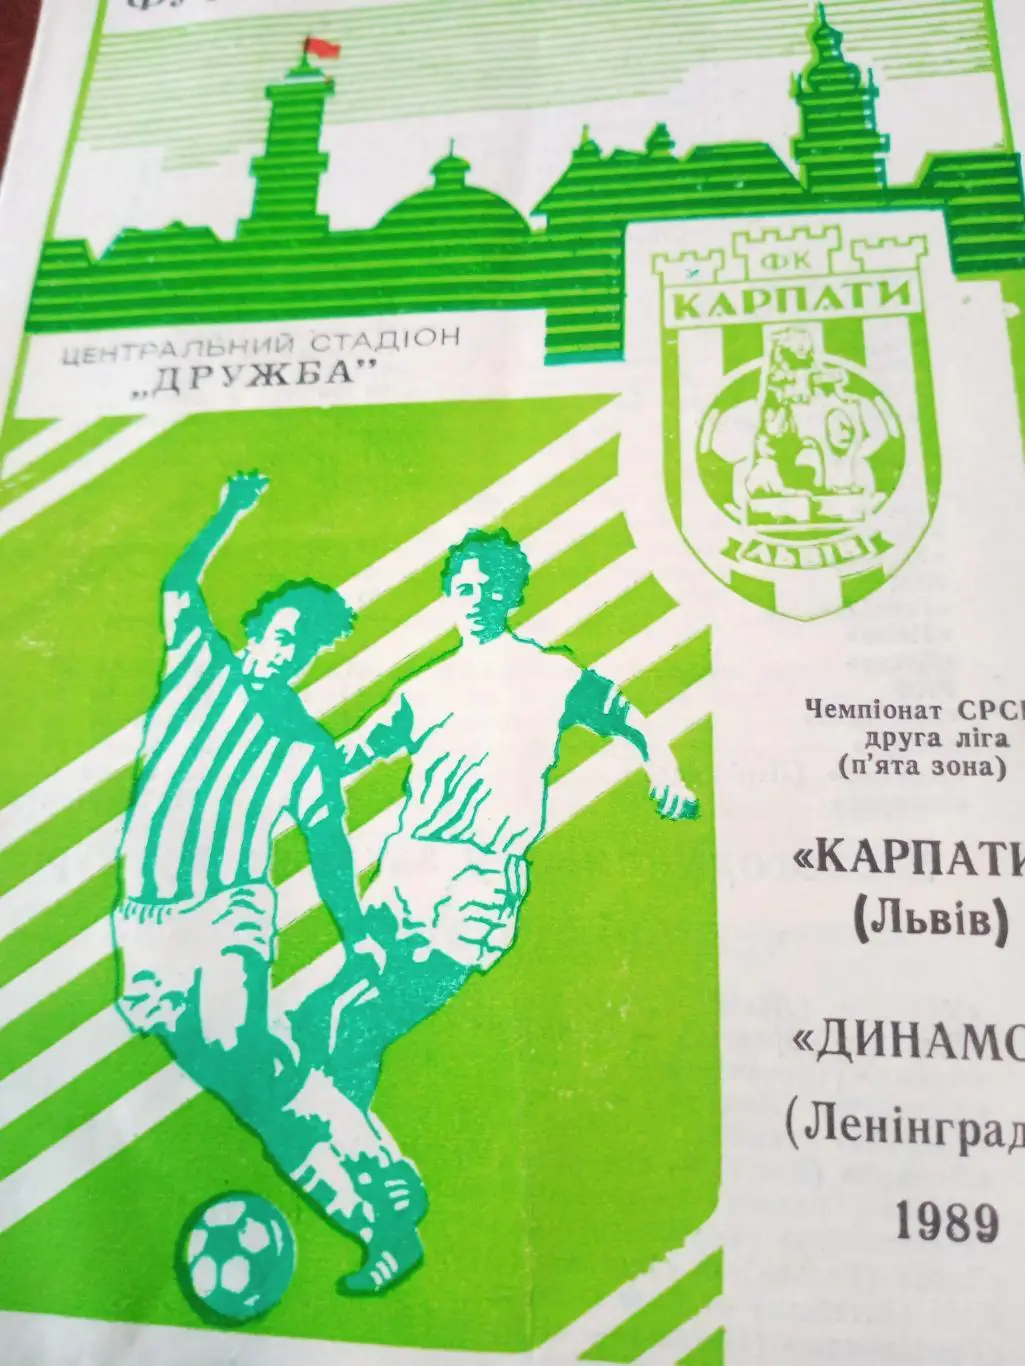 ФК
КАРПАТИ
ЛЬВІВ
ЦЕНТРАЛЬНИЙ СТАДІОН
„ДРУЖБА”
Чемпіонат СРСР
друга ліга
(п'ята зона)
«КАРПАТИ
(Львів)
«ДИНАМО
(Ленінград
1989